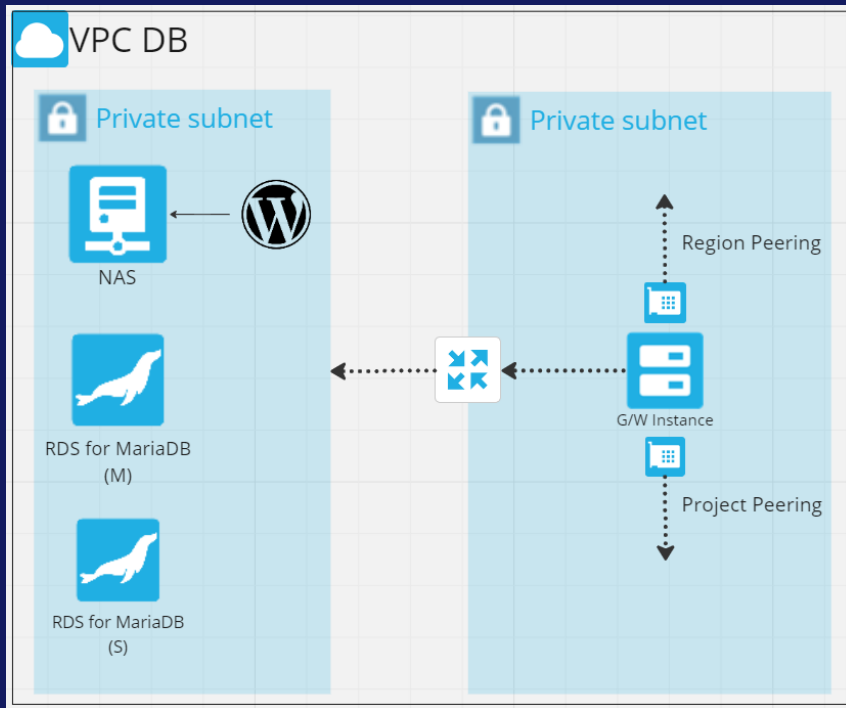 VPC DB
Private subnet
NAS
RDS for MariaDB
(M)
RDS for MariaDB
(S)
Private subnet
Region Peering
G/W Instance
Project Peering